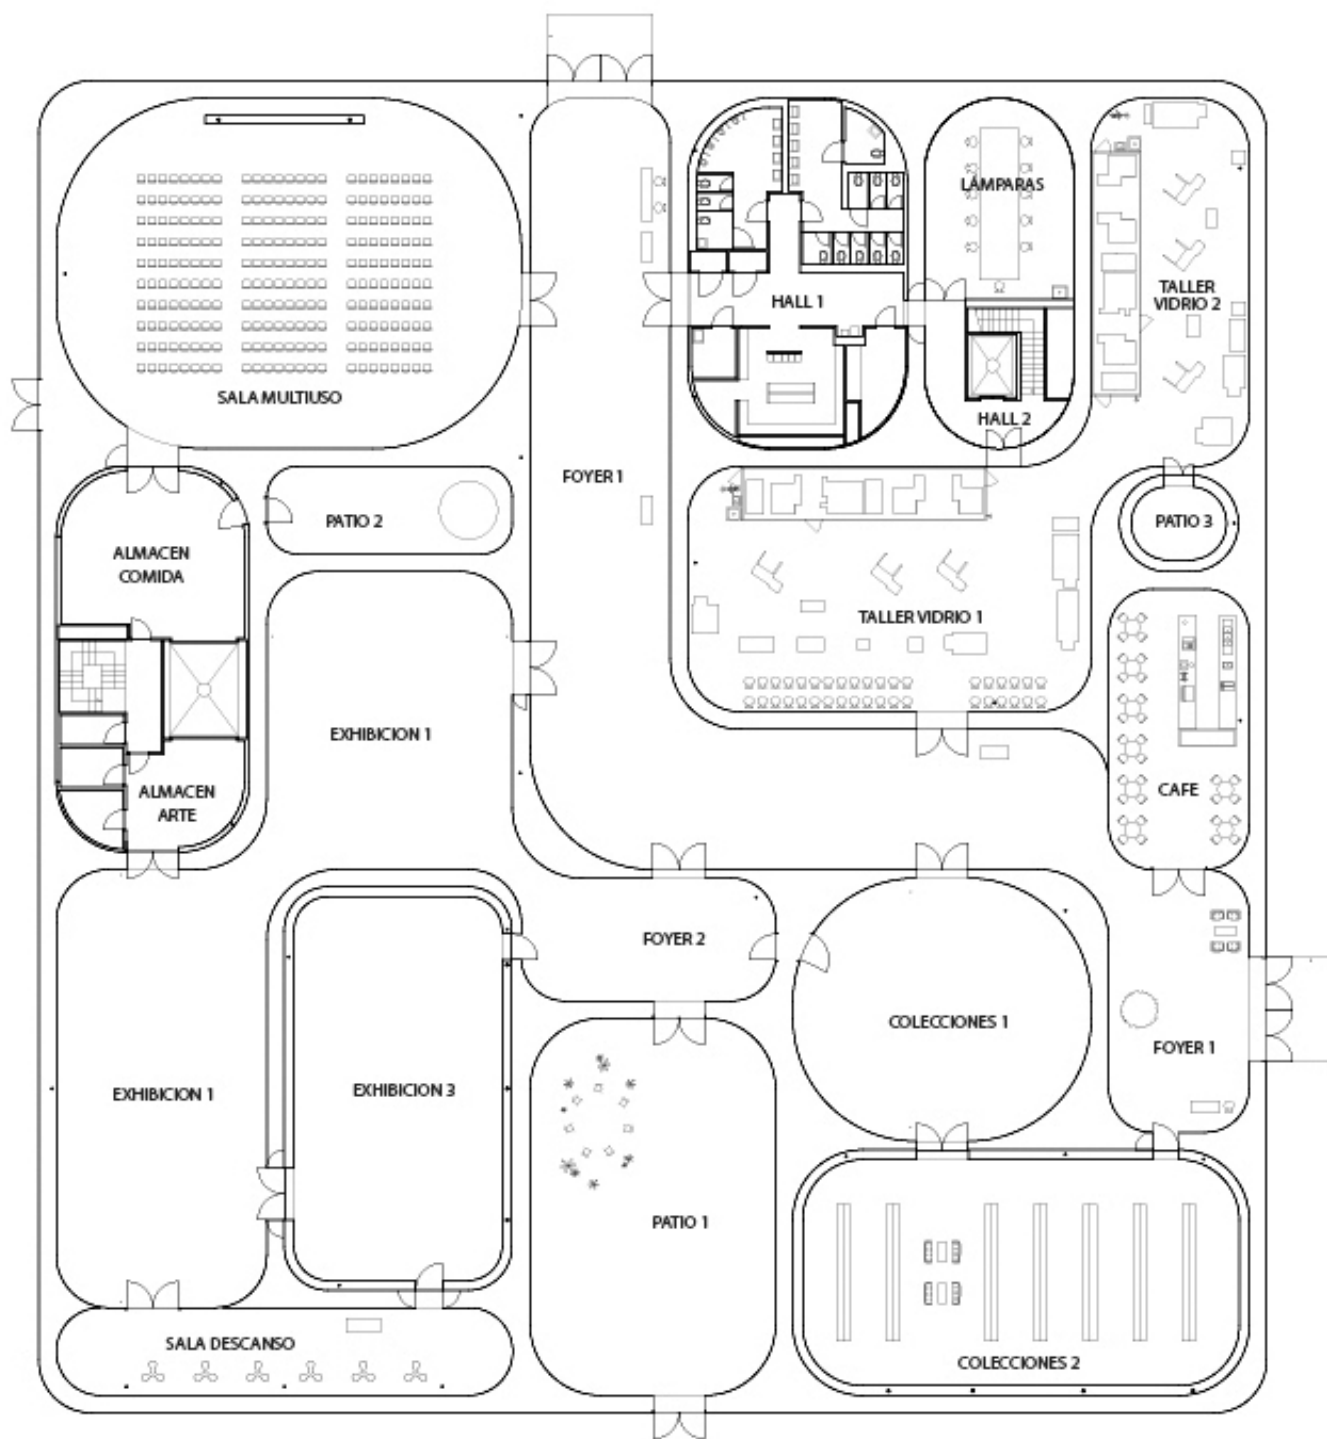 LÁMPARAS
TALLER
VIDRIO 2
HALL 1
SALA MULTIUSO
HALL 2
FOYER 1
PATIO 2
PATIO 3
ALMACEN
COMIDA
TALLER VIDRIO 1
EXHIBICION 1
ALMACEN
ARTE
CAFE
FOYER 2
COLECCIONES 1
FOYER 1
EXHIBICION 1
EXHIBICION 3
PATIO 1
SALA DESCANSO
COLECCIONES 2